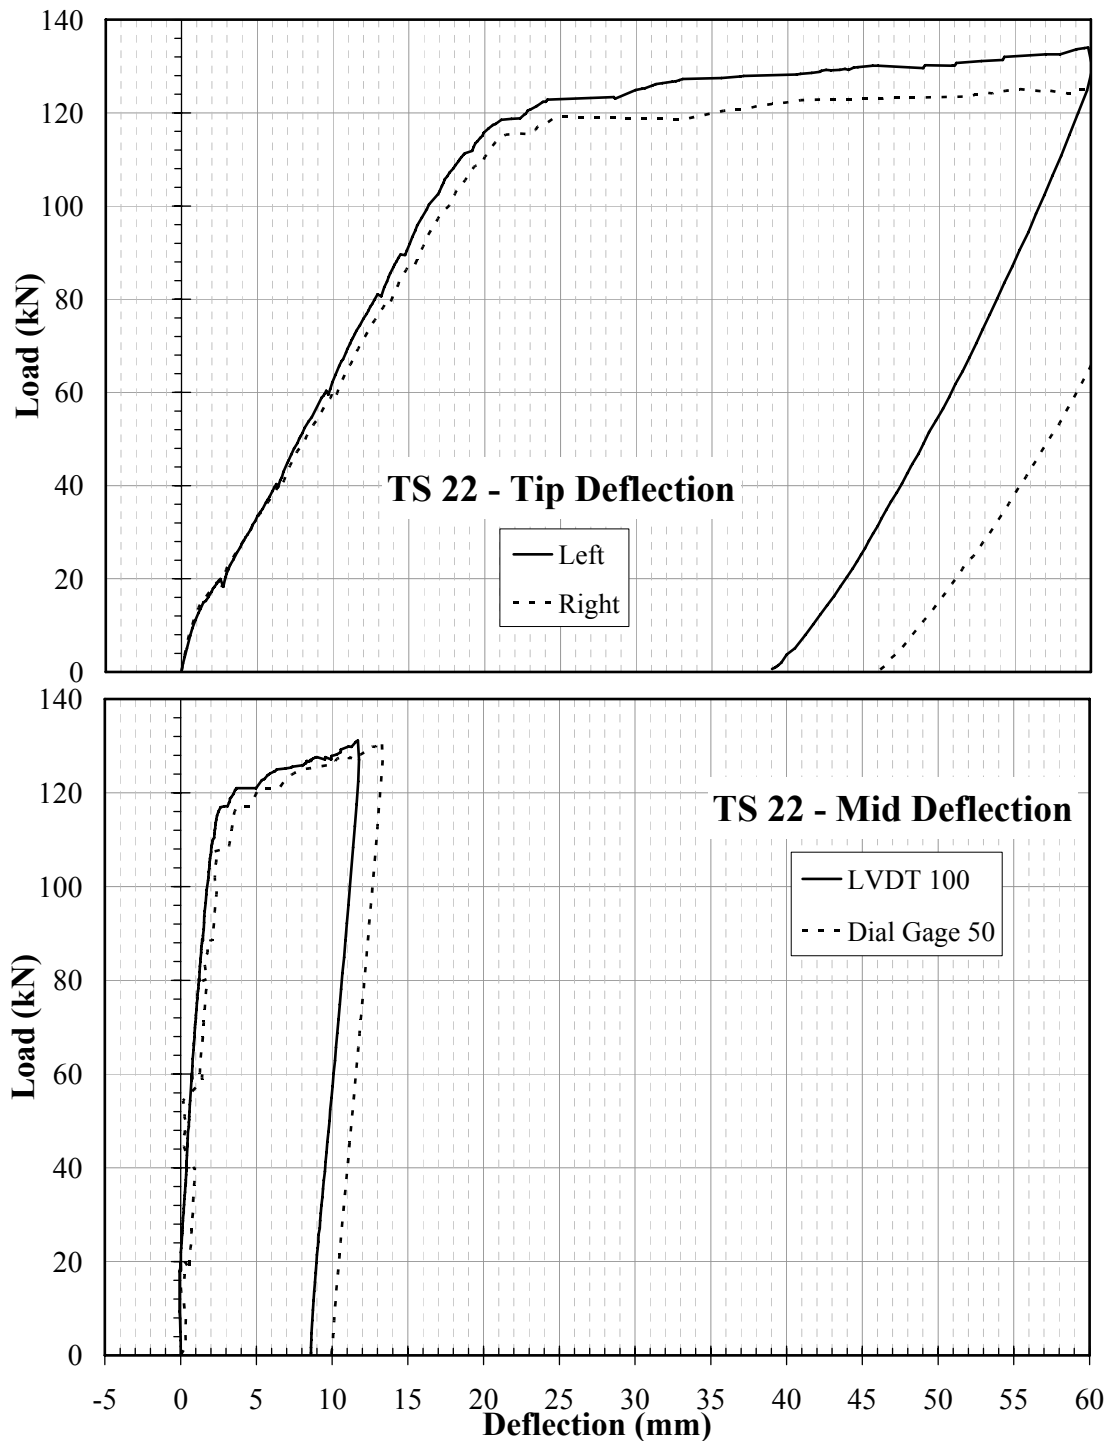 140
120
100
80
60
40
20
0
Load (kN)
TS 22 - Tip Deflection
Left
Right
140
120
100
80
60
40
20
0
Load (kN)
TS 22 - Mid Deflection
LVDT 100
Dial Gage 50
-5 0 5 10 15 20 25 30 35 40 45 50 55 60
Deflection (mm)